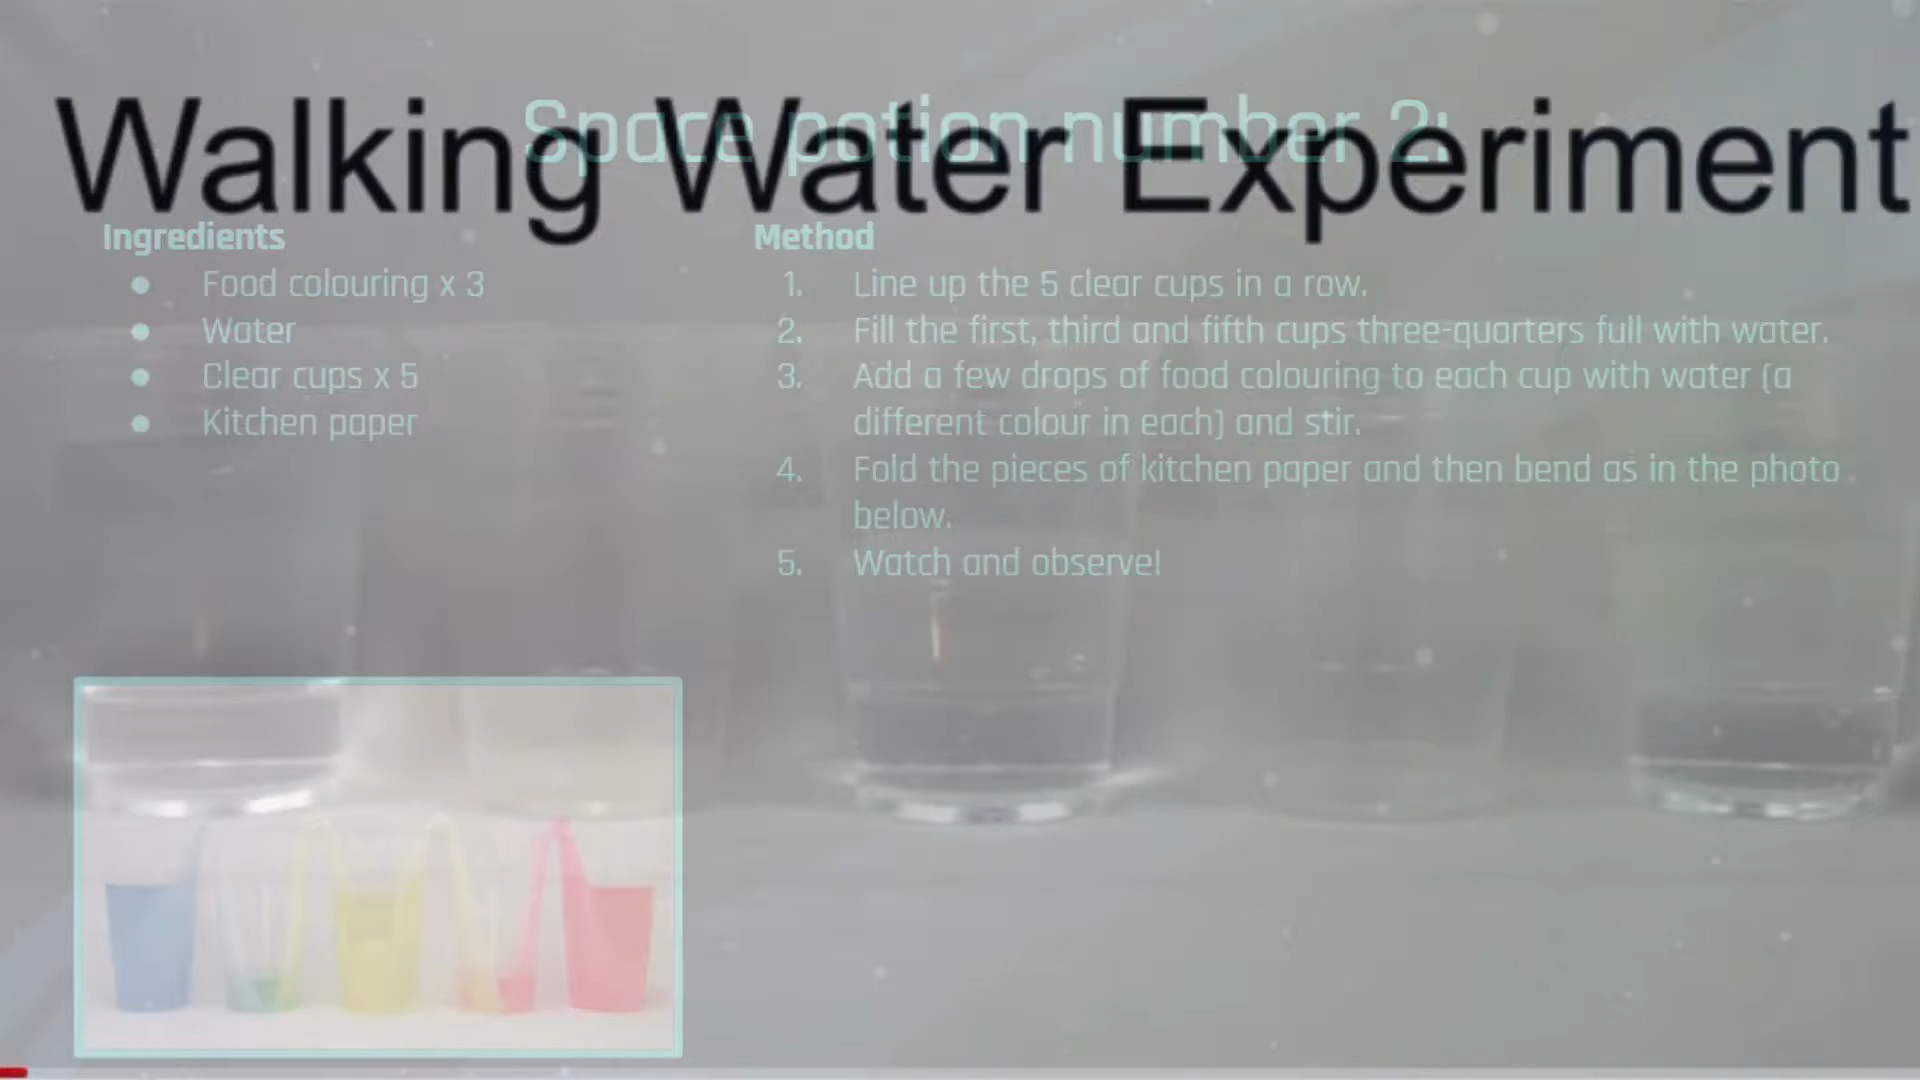 Walking Water Experiment
Space potion number 2:
Ingredients
● Food colouring x 3
● Water
● Clear cups x 5
● Kitchen paper
Method
1. Line up the 5 clear cups in a row.
2. Fill the first, third and fifth cups three-quarters full with water.
3. Add a few drops of food colouring to each cup with water (a
different colour in each) and stir.
4. Fold the pieces of kitchen paper and then bend as in the photo
below.
5. Watch and observe!